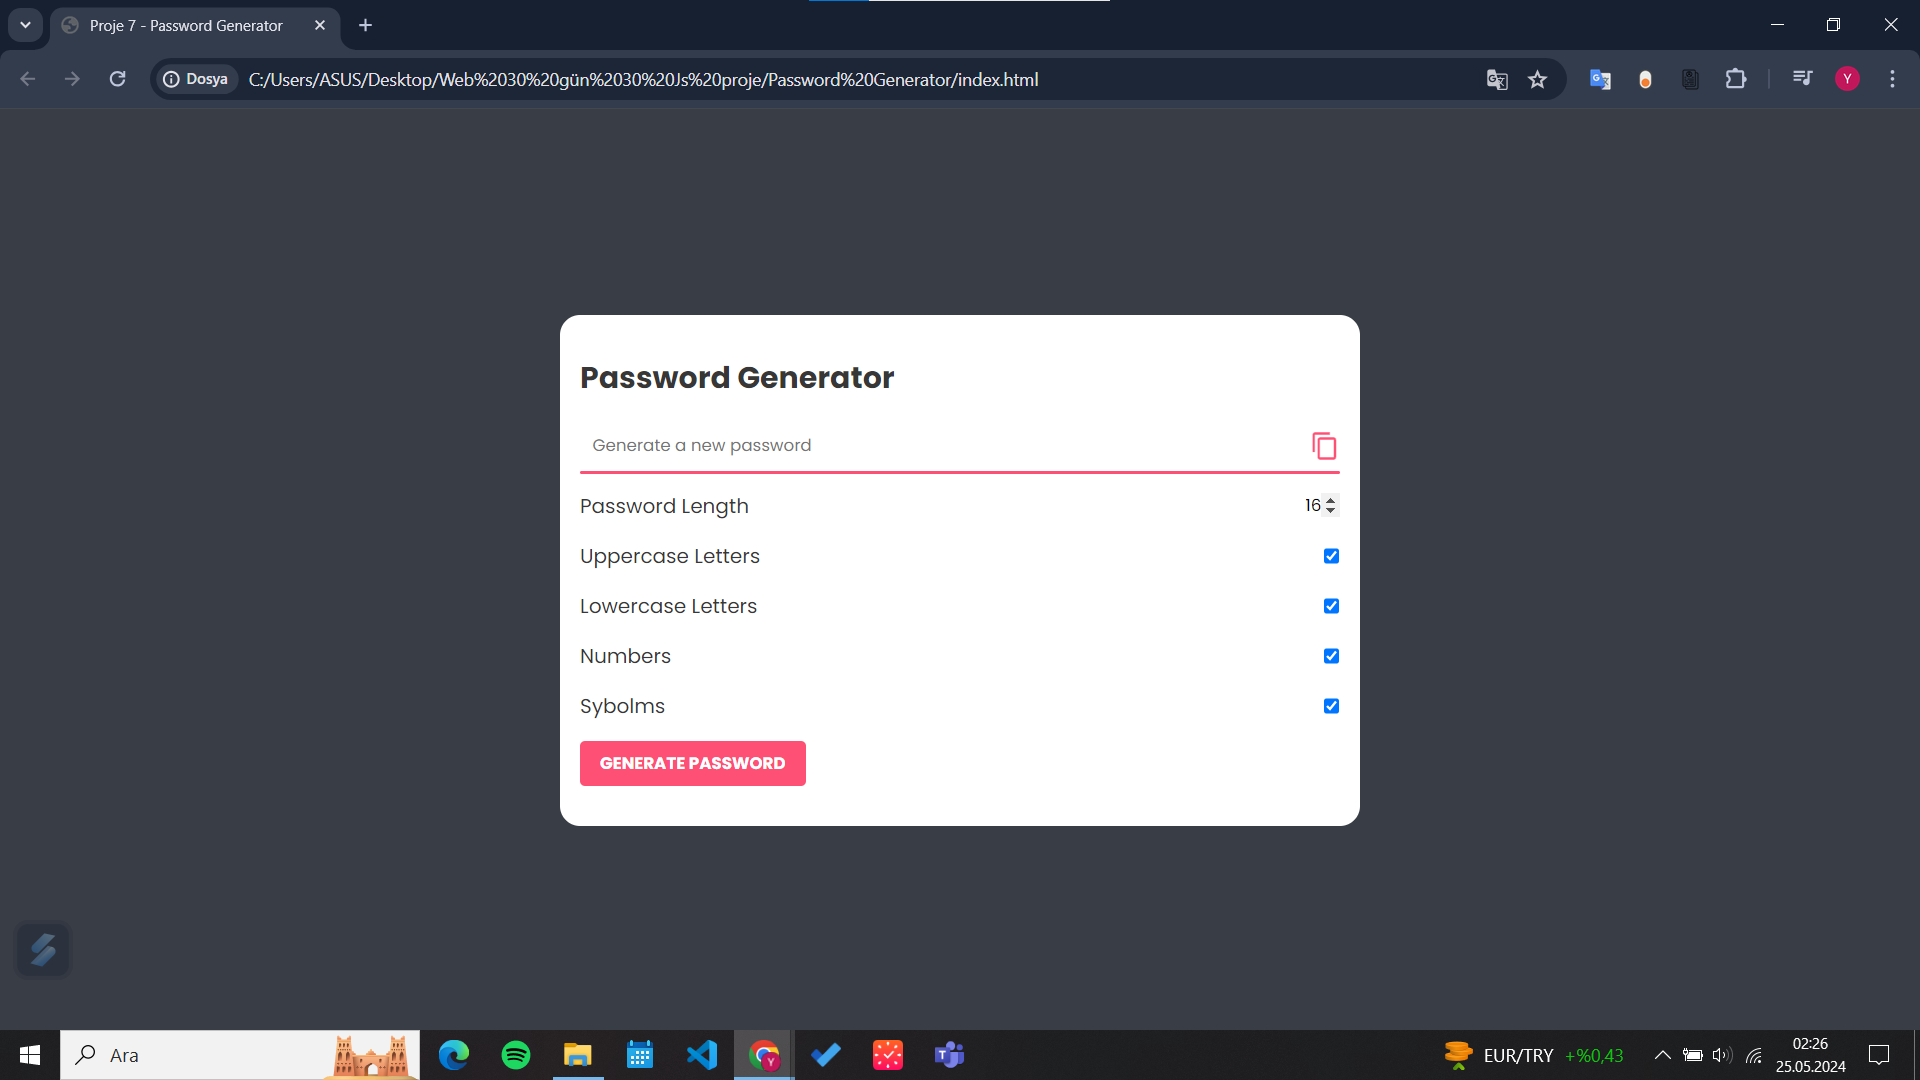 Proje 7 - Password Generator
Dosya C:/Users/ASUS/Desktop/Web%2030%20gün%2030%20Js%20proje/Password%20Generator/index.html
Y
Password Generator
Generate a new password
Password Length 16
Uppercase Letters
Lowercase Letters
Numbers
Sybolms
GENERATE PASSWORD
Ara
EUR/TRY +%0,43
02:26
25.05.2024